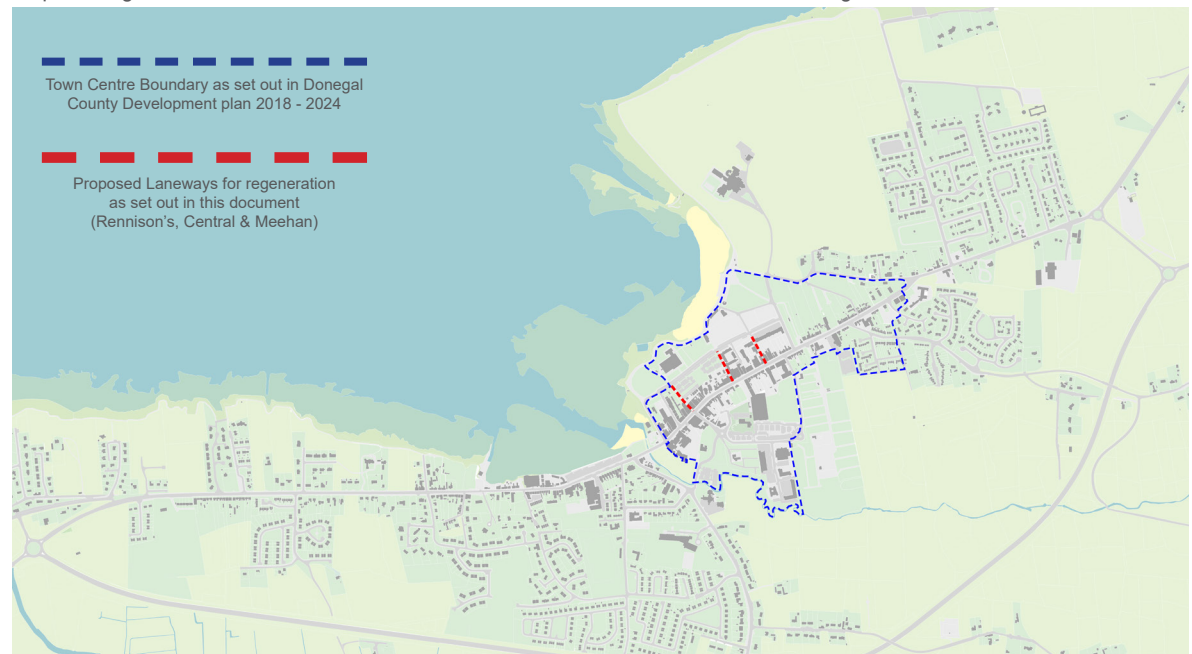 Town Centre Boundary as set out in Donegal
County Development plan 2018 - 2024
Proposed Laneways for regeneration
as set out in this document
(Rennison's, Central & Meehan)